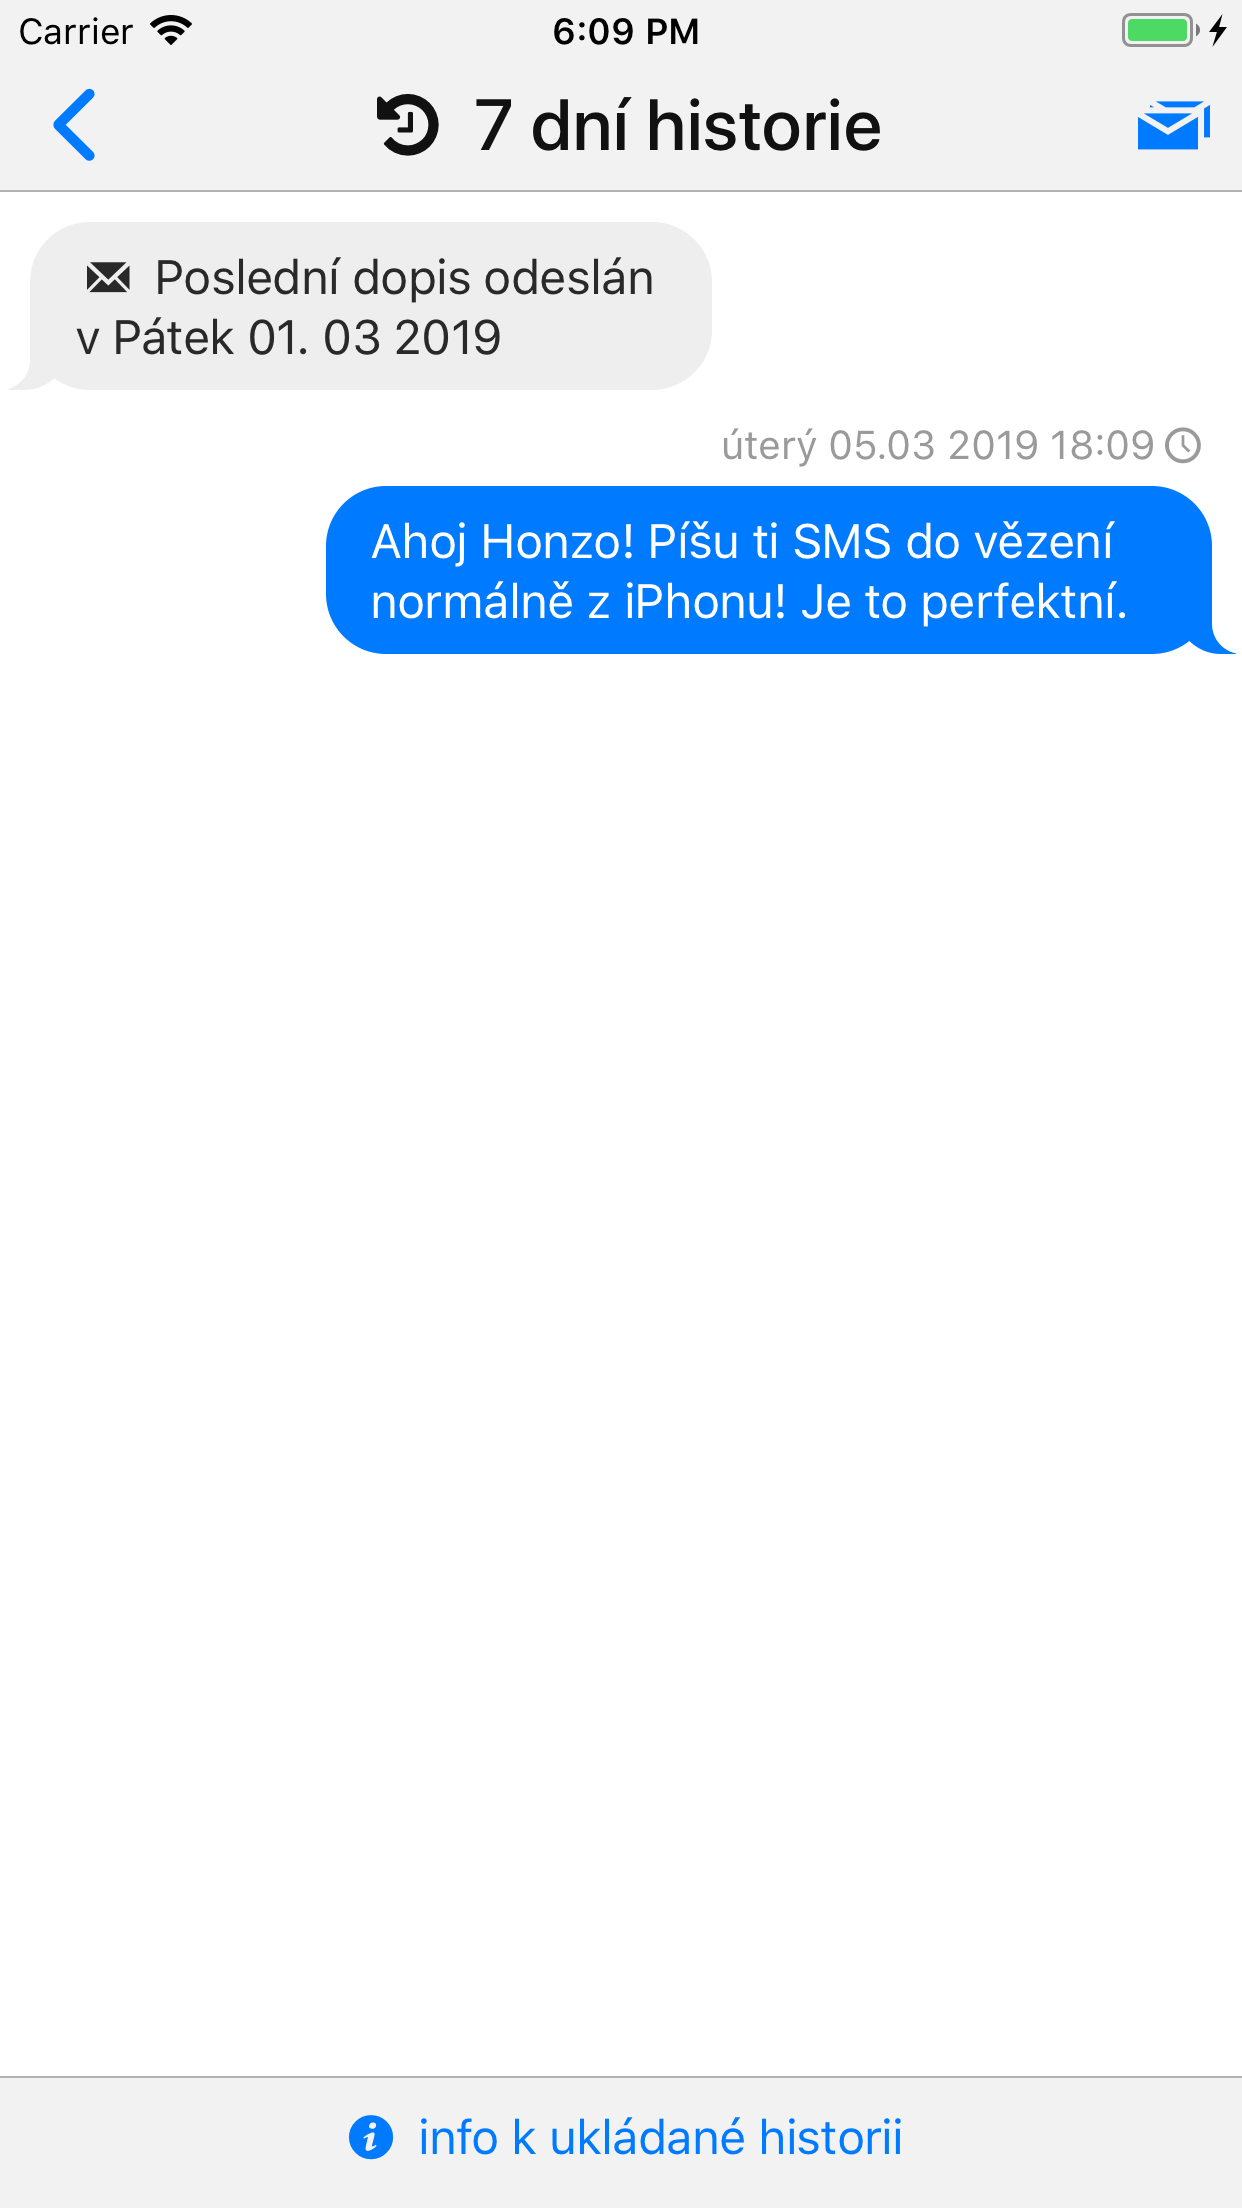 Carrier 6:09 PM
7 dní historie
Poslední dopis odeslán
v Pátek 01. 03 2019
úterý 05.03 2019 18:09
Ahoj Honzo! Píšu ti SMS do vězení
normálně z iPhonu! Je to perfektní.
info k ukládané historii